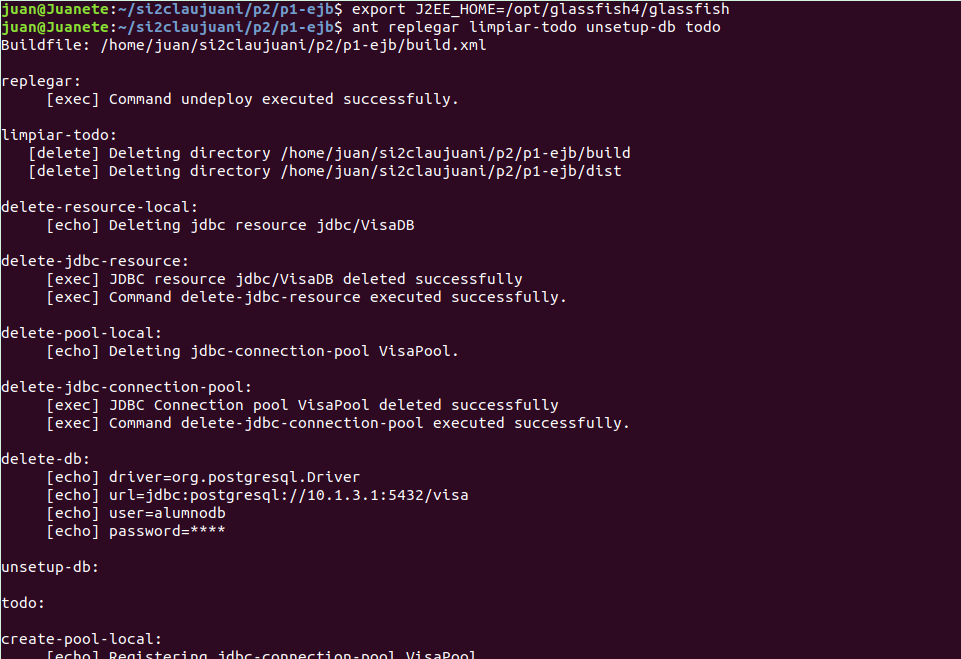 juan@Juanete:~/si2claujuani/p2/p1-ejb$ export J2EE_HOME=/opt/glassfish4/glassfish
juan@Juanete:~/si2claujuani/p2/p1-ejb$ ant replegar limpiar-todo unsetup-db todo
Buildfile: /home/juan/si2claujuani/p2/p1-ejb/build.xml
replegar:
[exec] Command undeploy executed successfully.
limpiar-todo:
[delete] Deleting directory /home/juan/si2claujuani/p2/p1-ejb/build
[delete] Deleting directory /home/juan/si2claujuani/p2/p1-ejb/dist
delete-resource-local:
[echo] Deleting jdbc resource jdbc/VisaDB
delete-jdbc-resource:
[exec] JDBC resource jdbc/VisaDB deleted successfully
[exec] Command delete-jdbc-resource executed successfully.
delete-pool-local:
[echo] Deleting jdbc-connection-pool VisaPool.
delete-jdbc-connection-pool:
[exec] JDBC Connection pool VisaPool deleted successfully
[exec] Command delete-jdbc-connection-pool executed successfully.
delete-db:
[echo] driver=org.postgresql.Driver
[echo] url=jdbc:postgresql://10.1.3.1:5432/visa
[echo] user=alumnodb
[echo] password=****
unsetup-db:
todo:
create-pool-local:
[echo] Registering jdbc-connection-pool VisaPool